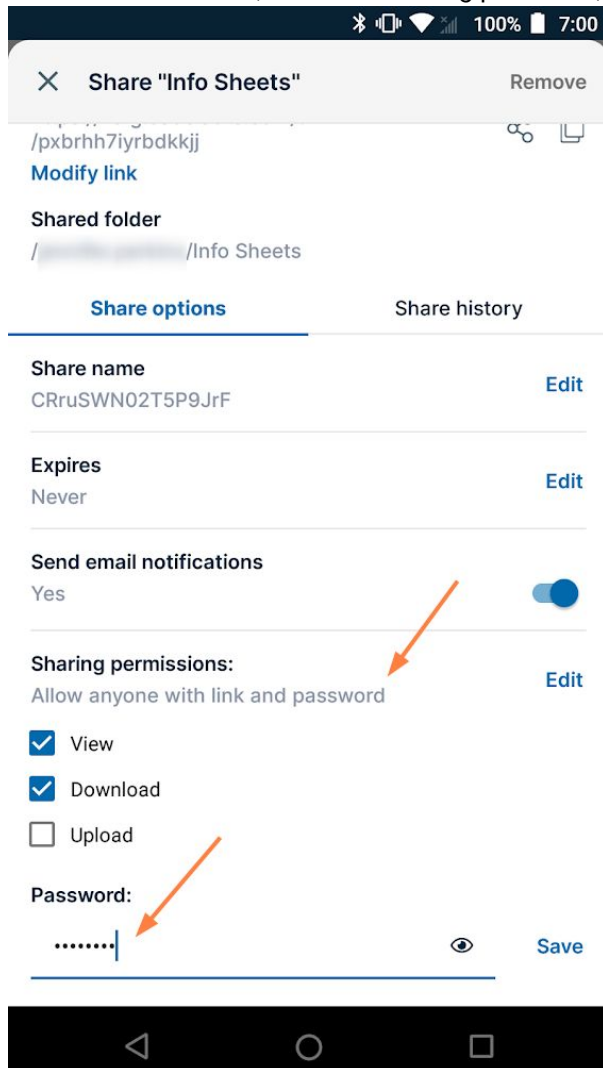 100% 7:00
Share "Info Sheets"
Remove
/pxbrhh7iyrbdkkjj
Modify link
Shared folder
/ /Info Sheets
Share options
Share history
Share name
CRruSWN02T5P9JrF
Edit
Expires
Never
Edit
Send email notifications
Yes
Sharing permissions:
Allow anyone with link and password
Edit
View
Download
Upload
Password:
••••••••
Save